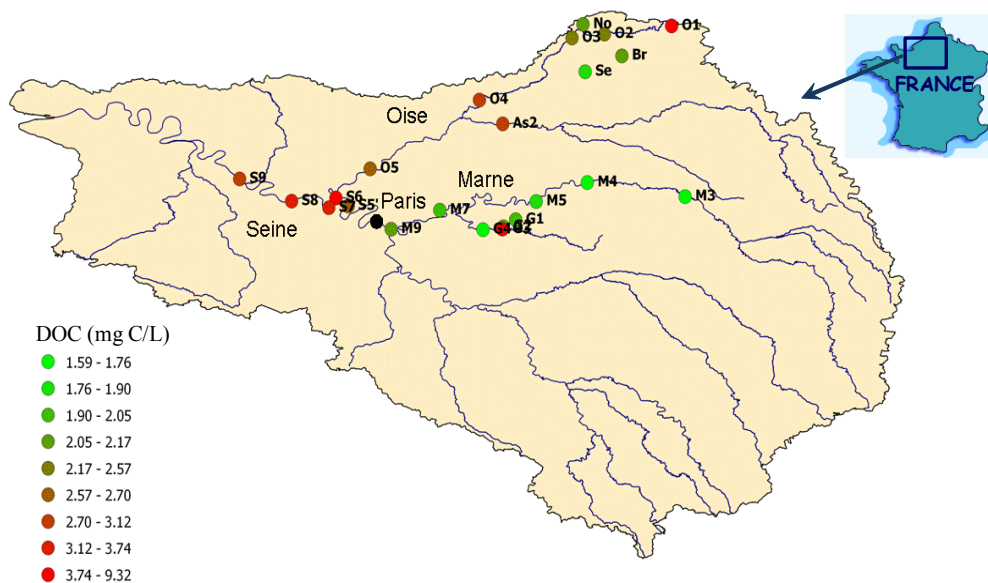 No
O1
O2
O3
Br
Se
FRANCE
O4
Oise
As2
O5
Marne
M4
M3
S9
S6
Paris
S8
S7
S5'
M5
M7
G1
Seine
M9
G4
DOC (mg C/L)
1.59 - 1.76
1.76 - 1.90
1.90 - 2.05
2.05 - 2.17
2.17 - 2.57
2.57 - 2.70
2.70 - 3.12
3.12 - 3.74
3.74 - 9.32